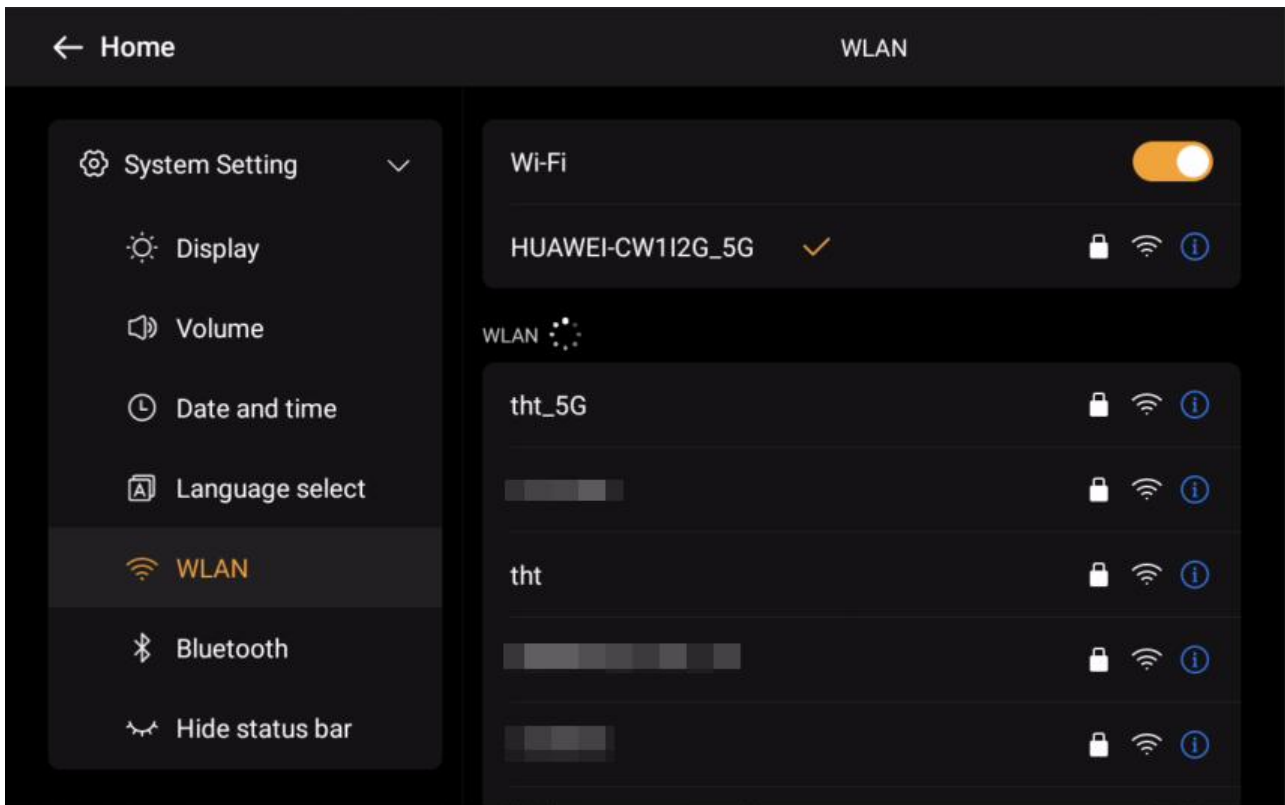 Home
WLAN
System Setting
Display
Volume
Date and time
Language select
WLAN
Bluetooth
Hide status bar
Wi-Fi
HUAWEI-CW1I2G_5G
WLAN
tht_5G
tht